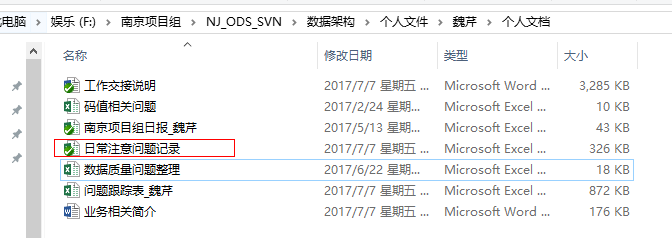 电脑 › 娱乐 (F:) › 南京项目组 › NJ_ODS_SVN › 数据架构 › 个人文件 › 魏芹 › 个人文档
名称 修改日期 类型 大小
工作交接说明 2017/7/7 星期五 ... Microsoft Word ... 3,285 KB
码值相关问题 2017/2/24 星期... Microsoft Excel ... 10 KB
南京项目组日报_魏芹 2017/5/13 星期... Microsoft Excel ... 43 KB
日常注意问题记录 2017/7/7 星期五 ... Microsoft Excel ... 326 KB
数据质量问题整理 2017/6/22 星期... Microsoft Excel ... 18 KB
问题跟踪表_魏芹 2017/7/7 星期五 ... Microsoft Excel ... 872 KB
业务相关简介 2017/7/7 星期五 ... Microsoft Word ... 176 KB